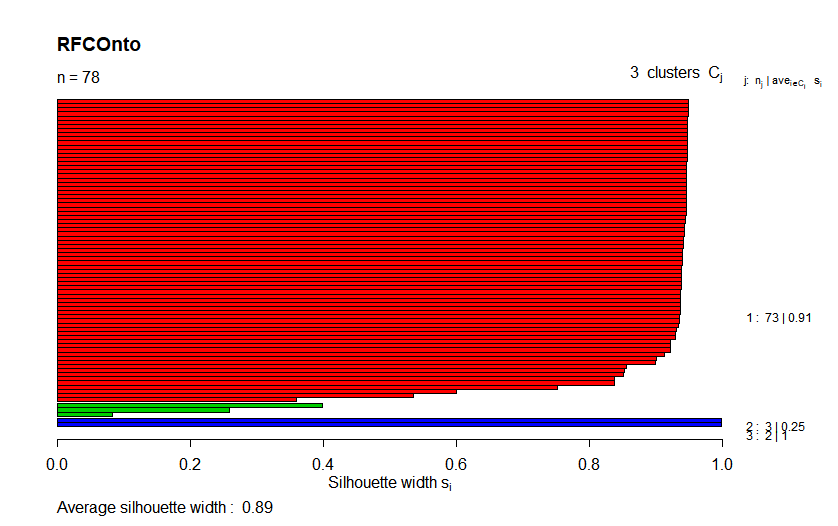 RFCOnto
n = 78
3 clusters Cj
j: nj | avei∈Cj si
1 : 73 | 0.91
2 : 3 | 0.25
3 : 2 | 1
0.0 0.2 0.4 0.6 0.8 1.0
Silhouette width si
Average silhouette width : 0.89